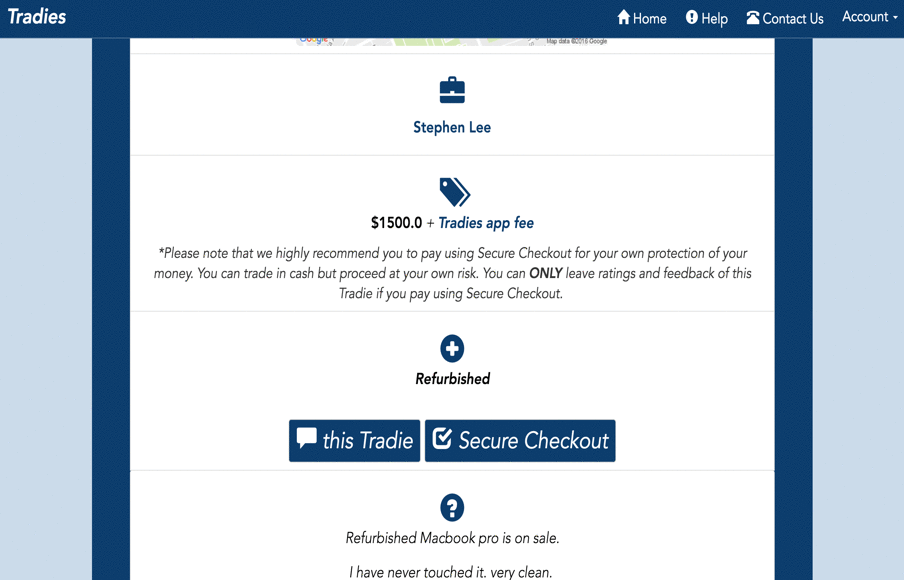 Tradies
Home Help Contact Us Account
Google
Map data ©2016 Google
Stephen Lee
$1500.0 + Tradies app fee
*Please note that we highly recommend you to pay using Secure Checkout for your own protection of your
money. You can trade in cash but proceed at your own risk. You can ONLY leave ratings and feedback of this
Tradie if you pay using Secure Checkout.
Refurbished
this Tradie Secure Checkout
Refurbished Macbook pro is on sale.
I have never touched it. very clean.